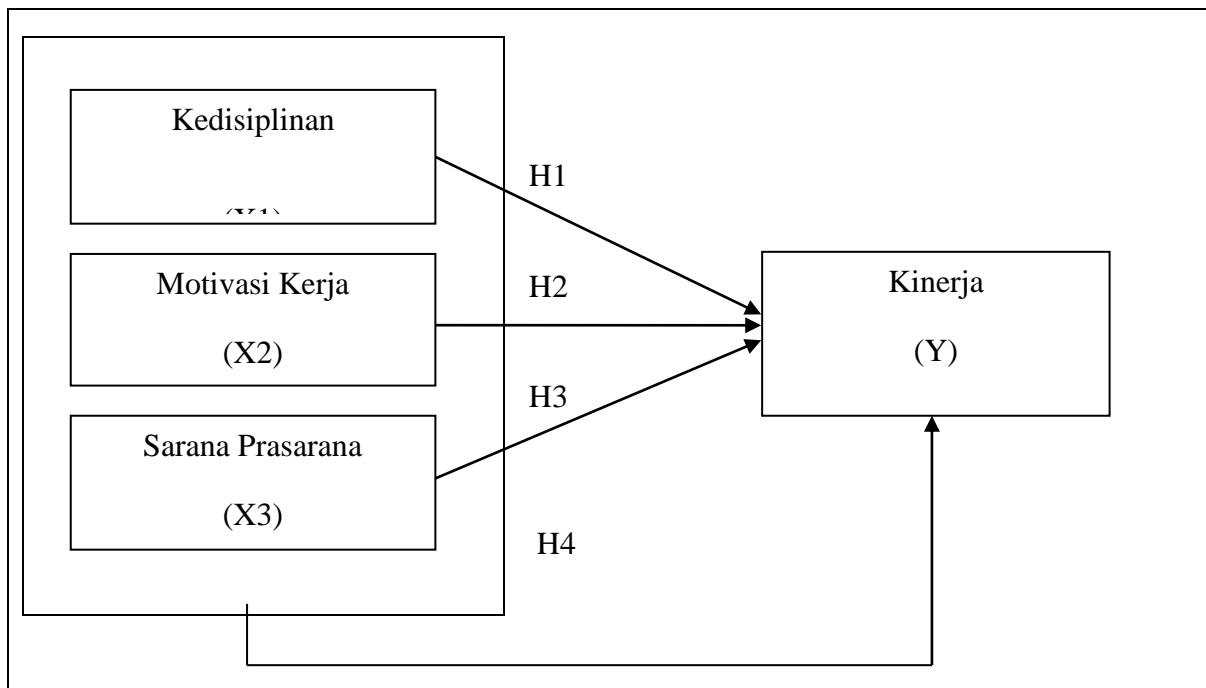 Kedisiplinan
H1
Motivasi Kerja
(X2)
H2
Kinerja
(Y)
Sarana Prasarana
(X3)
H3
H4